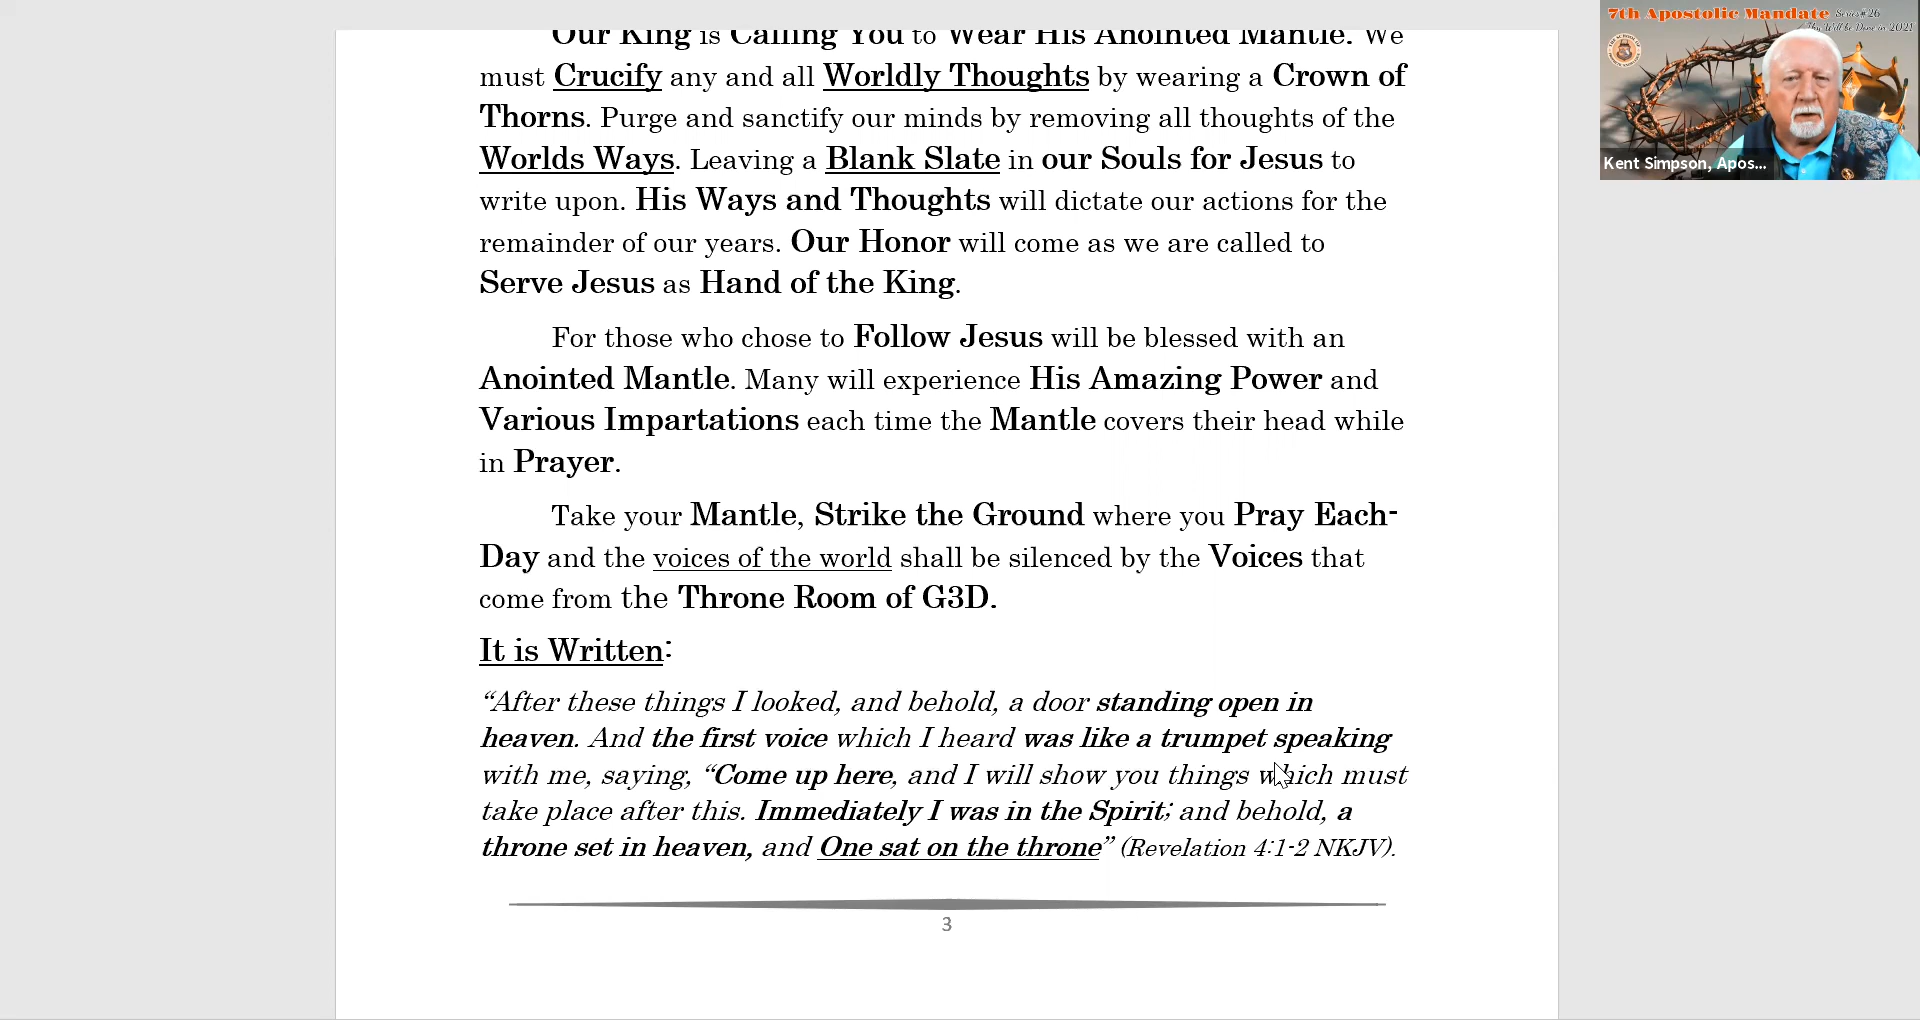 Our King is Calling You to Wear His Anointed Mantle. We
must Crucify any and all Worldly Thoughts by wearing a Crown of
Thorns. Purge and sanctify our minds by removing all thoughts of the
Worlds Ways. Leaving a Blank Slate in our Souls for Jesus to
write upon. His Ways and Thoughts will dictate our actions for the
remainder of our years. Our Honor will come as we are called to
Serve Jesus as Hand of the King.
For those who chose to Follow Jesus will be blessed with an
Anointed Mantle. Many will experience His Amazing Power and
Various Impartations each time the Mantle covers their head while
in Prayer.
Take your Mantle, Strike the Ground where you Pray Each-
Day and the voices of the world shall be silenced by the Voices that
come from the Throne Room of G3D.
It is Written:
“After these things I looked, and behold, a door standing open in
heaven. And the first voice which I heard was like a trumpet speaking
with me, saying, “Come up here, and I will show you things which must
take place after this. Immediately I was in the Spirit; and behold, a
throne set in heaven, and One sat on the throne” (Revelation 4:1-2 NKJV).
3
7th Apostolic Mandate Series#26
Thy Will be Done in 2021
Kent Simpson, Apos...